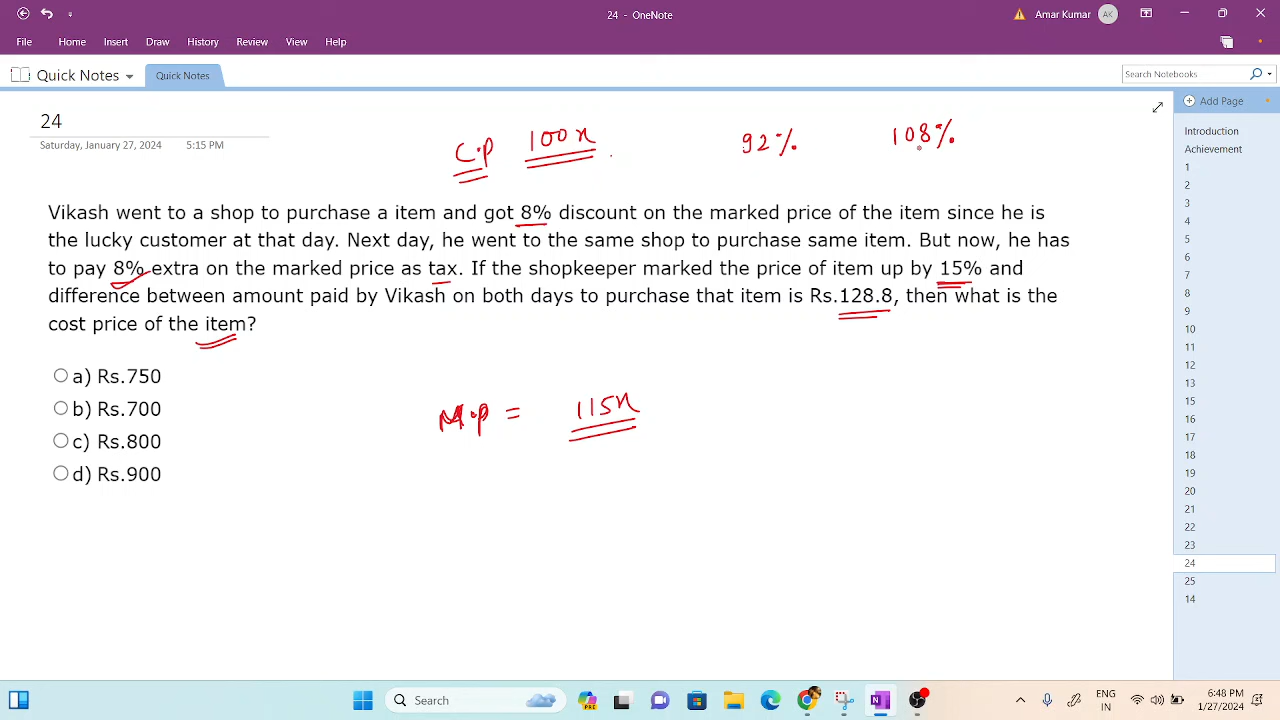 24 - OneNote
Amar Kumar AK
File Home Insert Draw History Review View Help
Quick Notes Quick Notes Search Notebooks
24
Saturday, January 27, 2024 5:15 PM
C.P 100x 92% 108%
Vikash went to a shop to purchase a item and got 8% discount on the marked price of the item since he is
the lucky customer at that day. Next day, he went to the same shop to purchase same item. But now, he has
to pay 8% extra on the marked price as tax. If the shopkeeper marked the price of item up by 15% and
difference between amount paid by Vikash on both days to purchase that item is Rs.128.8, then what is the
cost price of the item?
a) Rs.750
b) Rs.700
c) Rs.800
d) Rs.900
M.P = 115x
Add Page
Introduction
Achievement
1
2
3
4
5
6
7
8
9
10
11
12
13
15
16
17
18
19
20
21
22
23
24
25
14
Search
PRE
ENG
IN
6:48 PM
1/27/2024